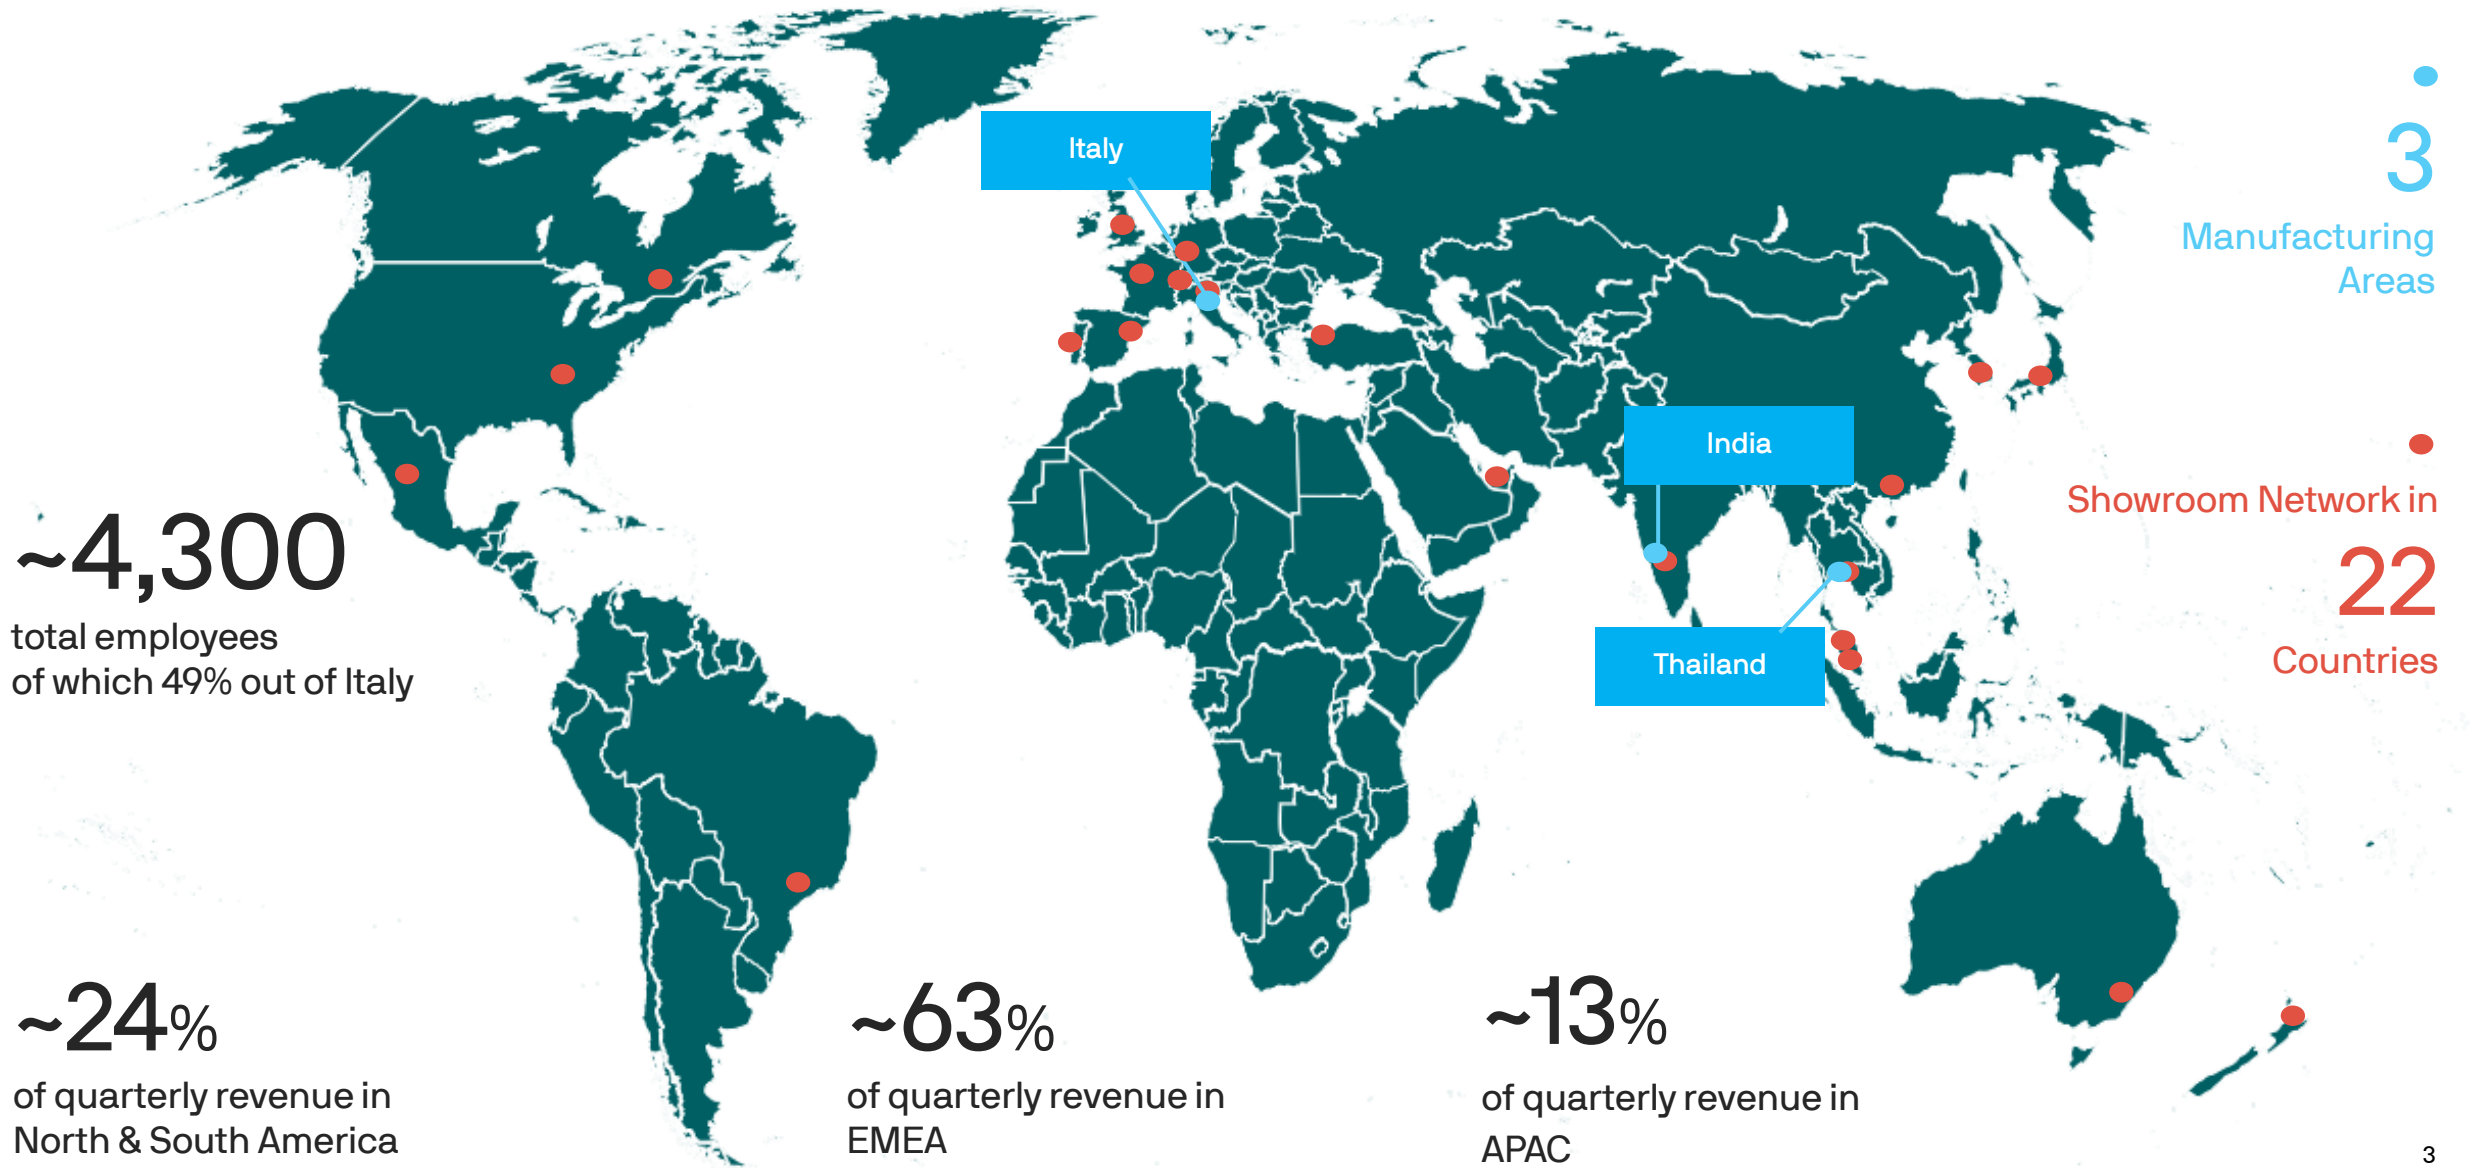 Italy
3
Manufacturing
Areas
India
Showroom Network in
22
Countries
Thailand
~4,300
total employees
of which 49% out of Italy
~24%
of quarterly revenue in
North & South America
~63%
of quarterly revenue in
EMEA
~13%
of quarterly revenue in
APAC
3